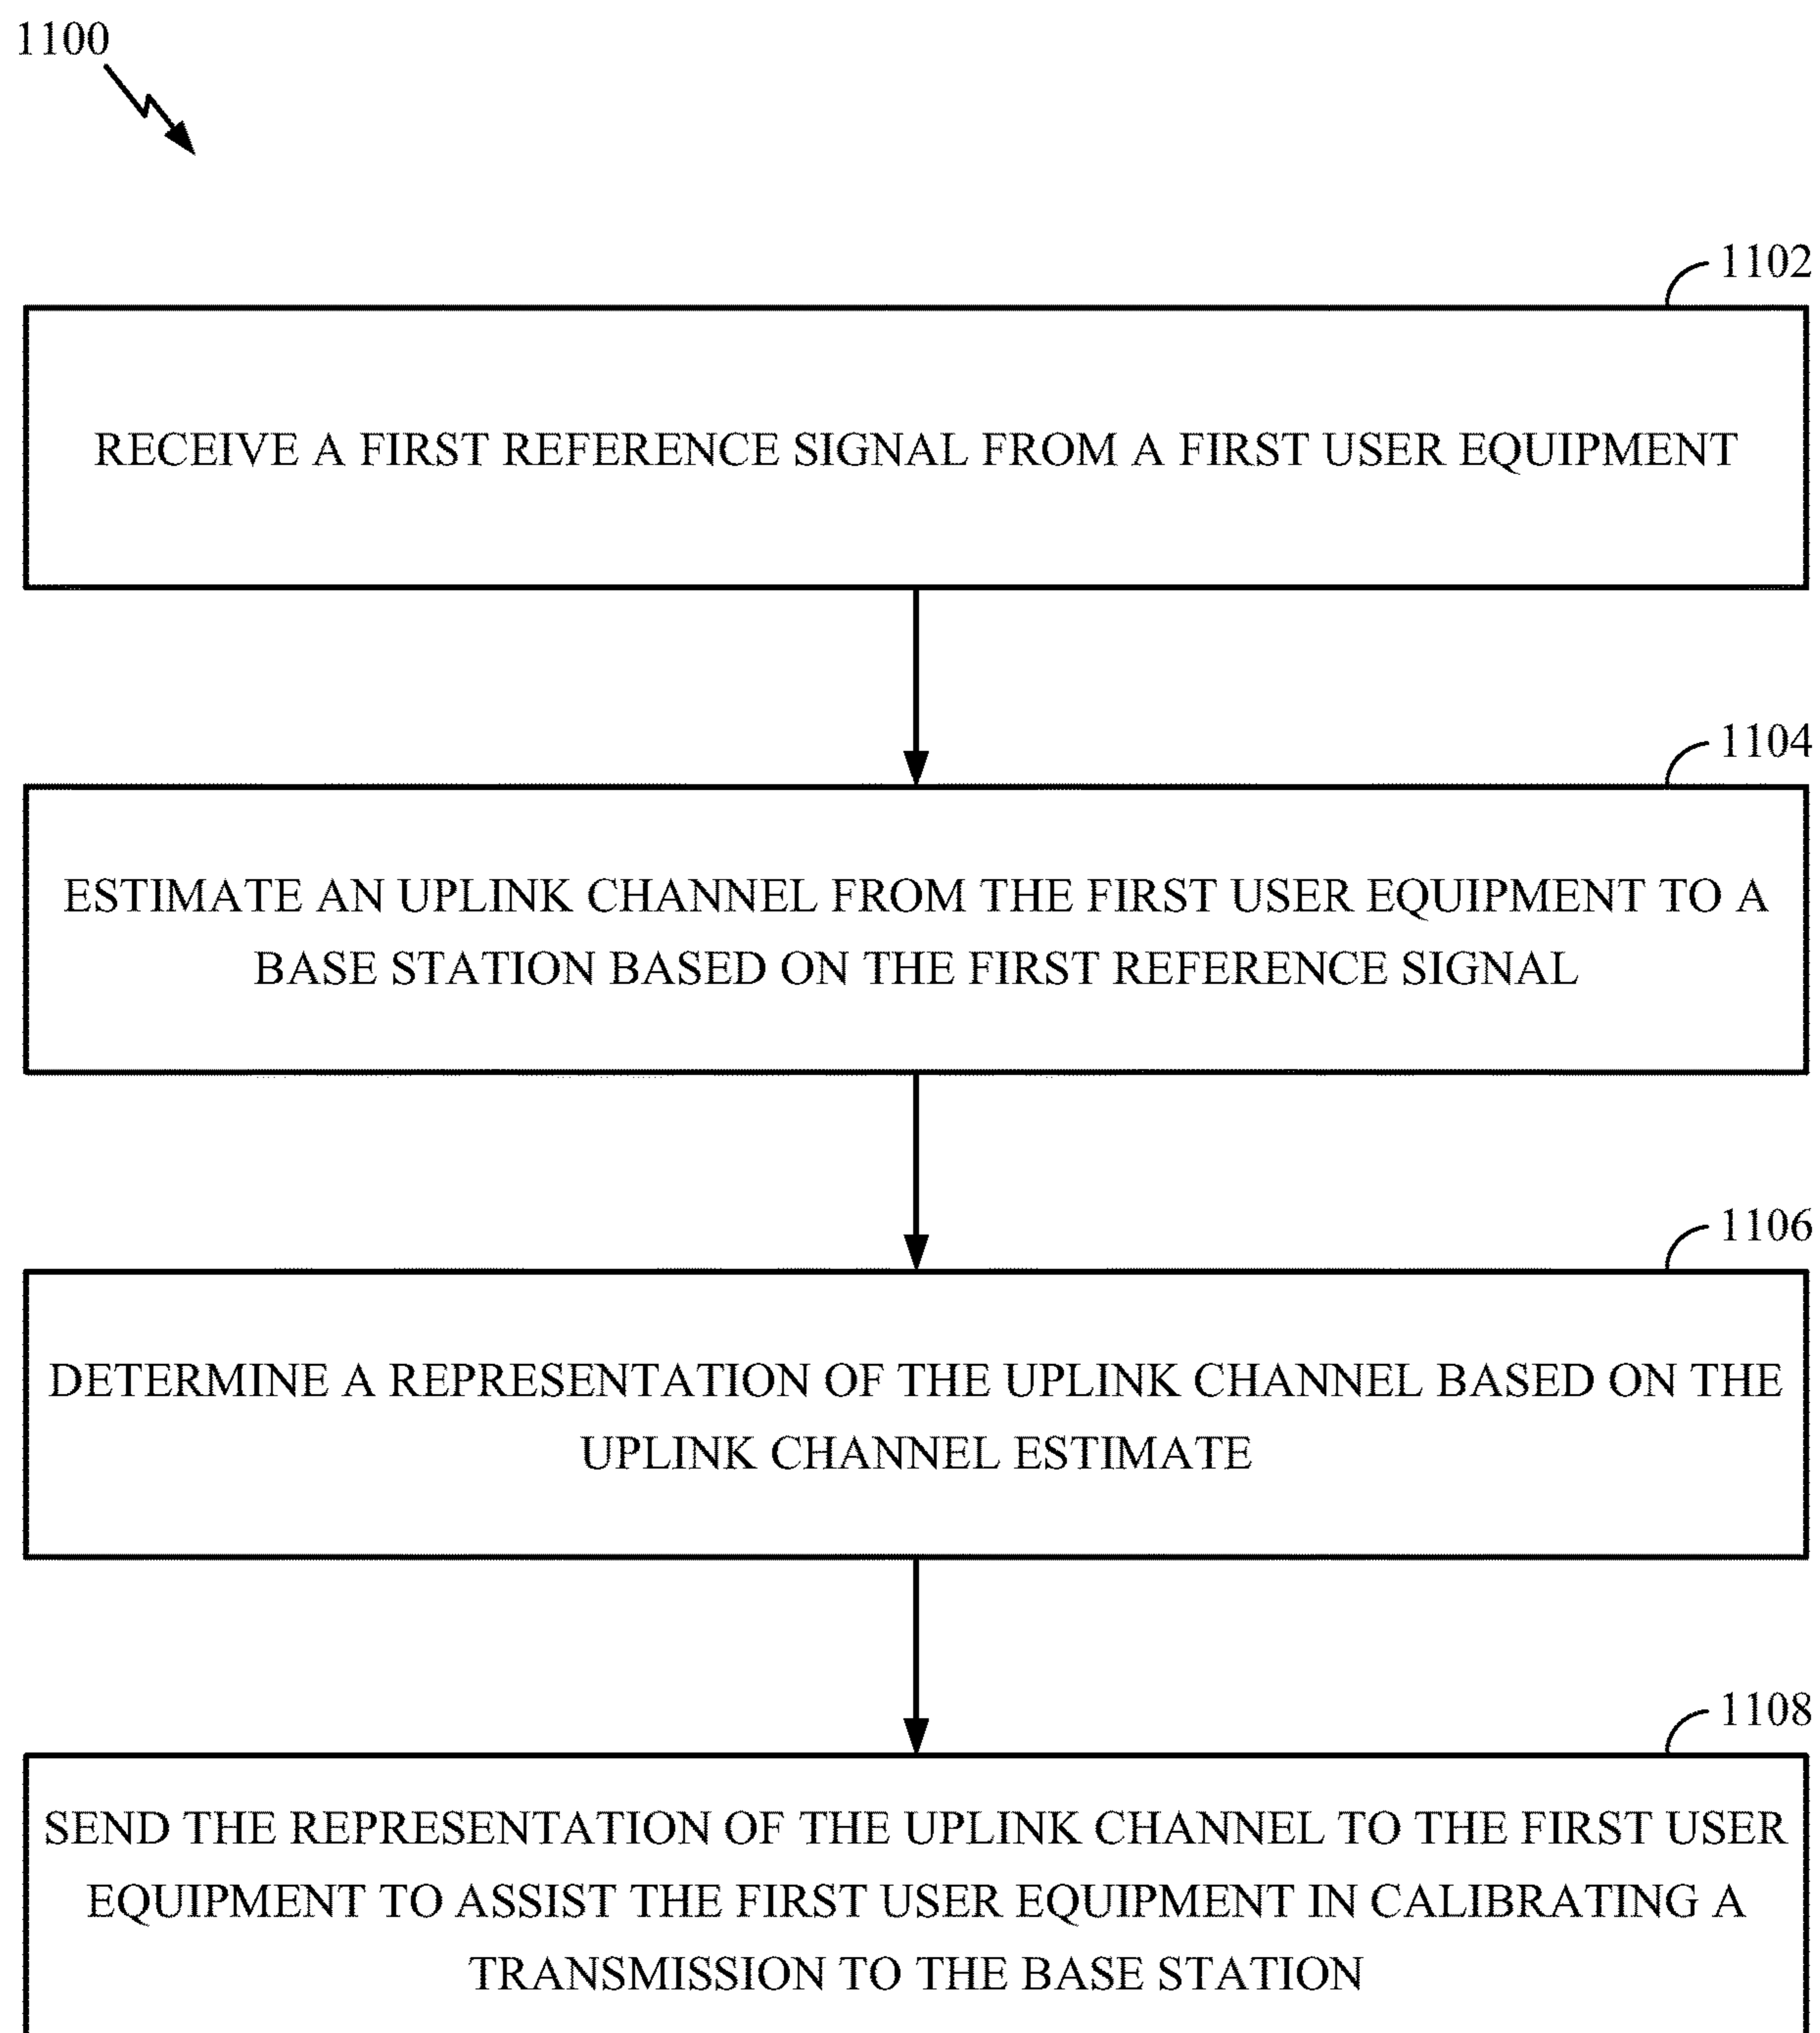 1100
1102
RECEIVE A FIRST REFERENCE SIGNAL FROM A FIRST USER EQUIPMENT
1104
ESTIMATE AN UPLINK CHANNEL FROM THE FIRST USER EQUIPMENT TO A
BASE STATION BASED ON THE FIRST REFERENCE SIGNAL
1106
DETERMINE A REPRESENTATION OF THE UPLINK CHANNEL BASED ON THE
UPLINK CHANNEL ESTIMATE
1108
SEND THE REPRESENTATION OF THE UPLINK CHANNEL TO THE FIRST USER
EQUIPMENT TO ASSIST THE FIRST USER EQUIPMENT IN CALIBRATING A
TRANSMISSION TO THE BASE STATION